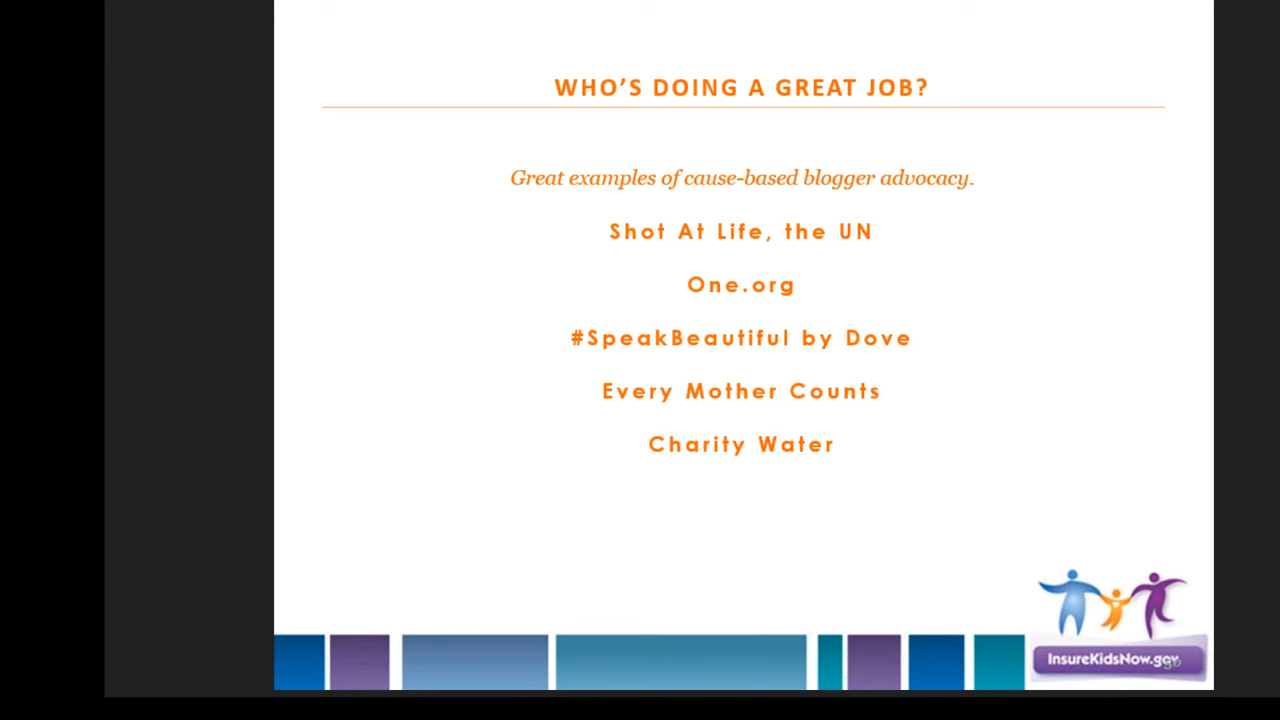 WHO'S DOING A GREAT JOB?
Great examples of cause-based blogger advocacy.
Shot At Life, the UN
One.org
#SpeakBeautiful by Dove
Every Mother Counts
Charity Water
InsureKidsNow.gov